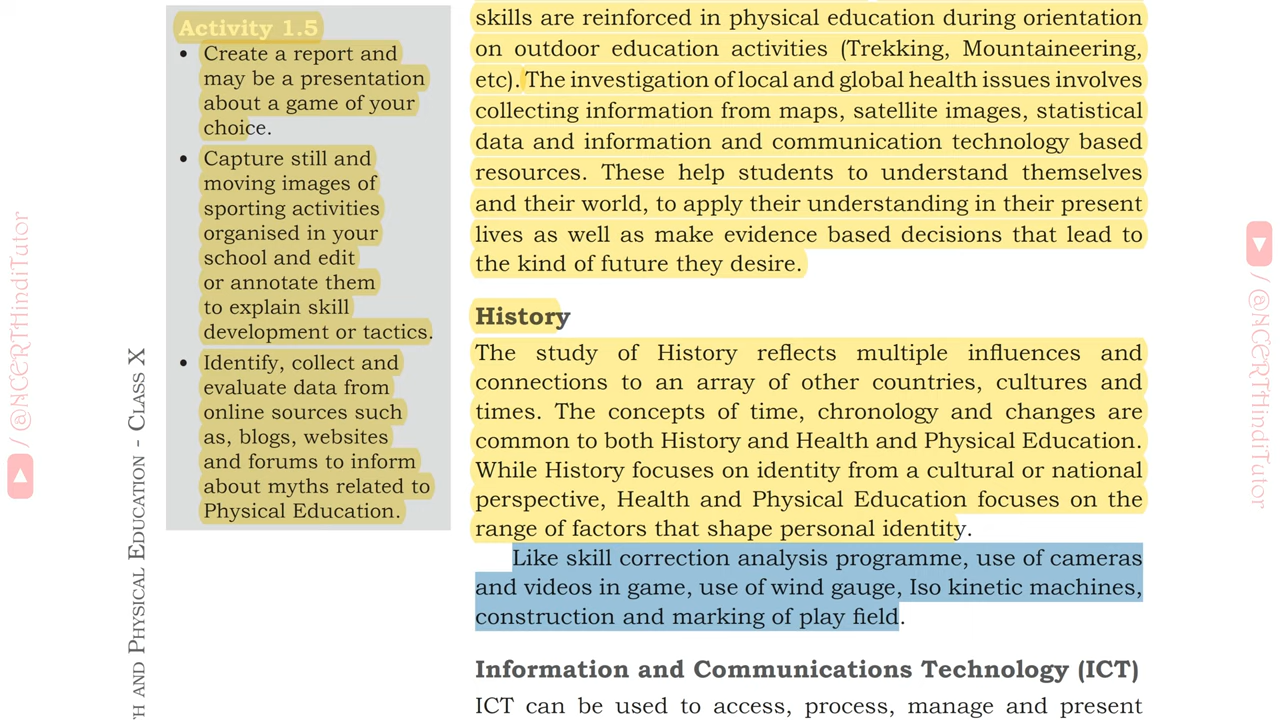 Activity 1.5
• Create a report and
may be a presentation
about a game of your
choice.
• Capture still and
moving images of
sporting activities
organised in your
school and edit
or annotate them
to explain skill
development or tactics.
• Identify, collect and
evaluate data from
online sources such
as, blogs, websites
and forums to inform
about myths related to
Physical Education.
skills are reinforced in physical education during orientation
on outdoor education activities (Trekking, Mountaineering,
etc). The investigation of local and global health issues involves
collecting information from maps, satellite images, statistical
data and information and communication technology based
resources. These help students to understand themselves
and their world, to apply their understanding in their present
lives as well as make evidence based decisions that lead to
the kind of future they desire.
History
The study of History reflects multiple influences and
connections to an array of other countries, cultures and
times. The concepts of time, chronology and changes are
common to both History and Health and Physical Education.
While History focuses on identity from a cultural or national
perspective, Health and Physical Education focuses on the
range of factors that shape personal identity.
Like skill correction analysis programme, use of cameras
and videos in game, use of wind gauge, Iso kinetic machines,
construction and marking of play field.
Information and Communications Technology (ICT)
ICT can be used to access, process, manage and present
TH AND PHYSICAL EDUCATION - CLASS X
/ @NCERTHindiTutor
/ @NCERTHindiTutor